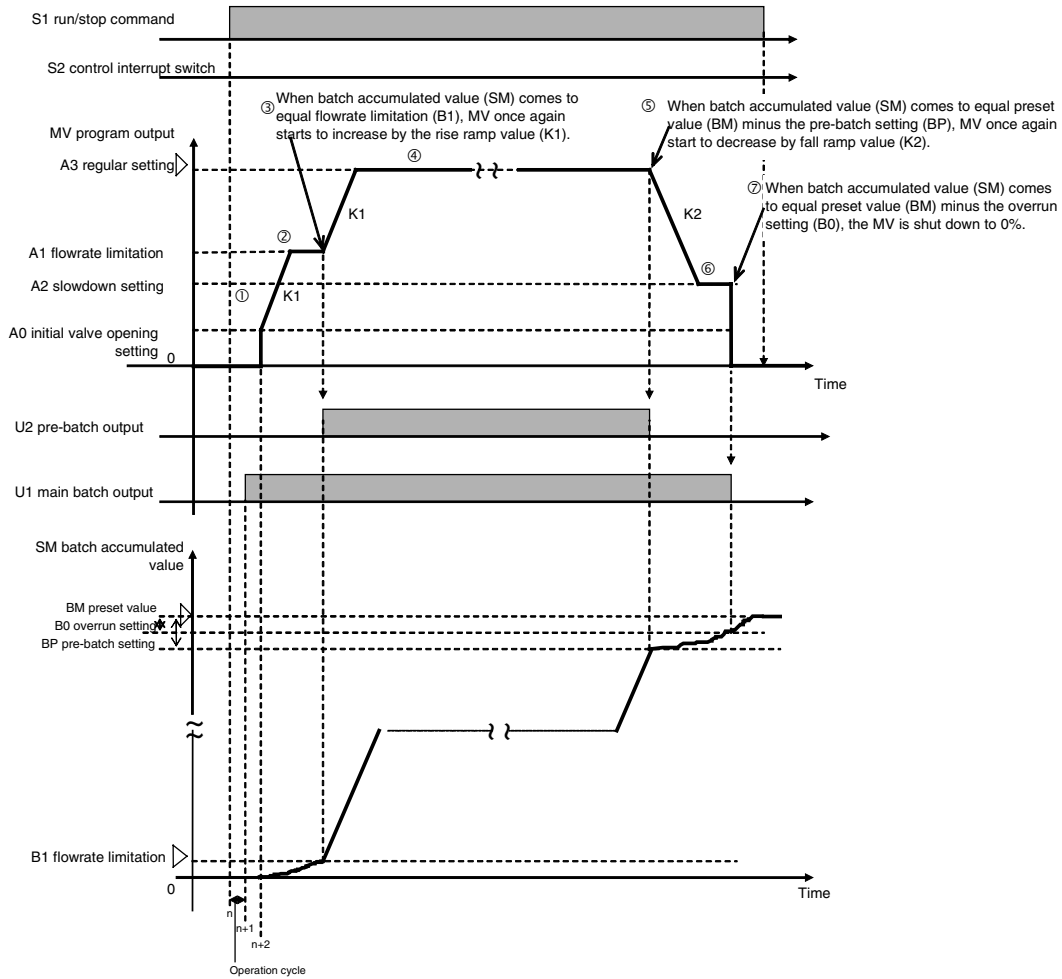 S1 run/stop command
S2 control interrupt switch
③ When batch accumulated value (SM) comes to
equal flowrate limitation (B1), MV once again
starts to increase by the rise ramp value (K1).
⑤ When batch accumulated value (SM) comes to equal preset
value (BM) minus the pre-batch setting (BP), MV once again
start to decrease by fall ramp value (K2).
MV program output
A3 regular setting
④
⑦ When batch accumulated value (SM) comes
to equal preset value (BM) minus the overrun
setting (B0), the MV is shut down to 0%.
K1
K2
②
A1 flowrate limitation
⑥
A2 slowdown setting
①
K1
A0 initial valve opening
setting
0
Time
U2 pre-batch output
U1 main batch output
SM batch accumulated
value
BM preset value
B0 overrun setting
BP pre-batch setting
B1 flowrate limitation
0
Time
n
n+1
n+2
Operation cycle